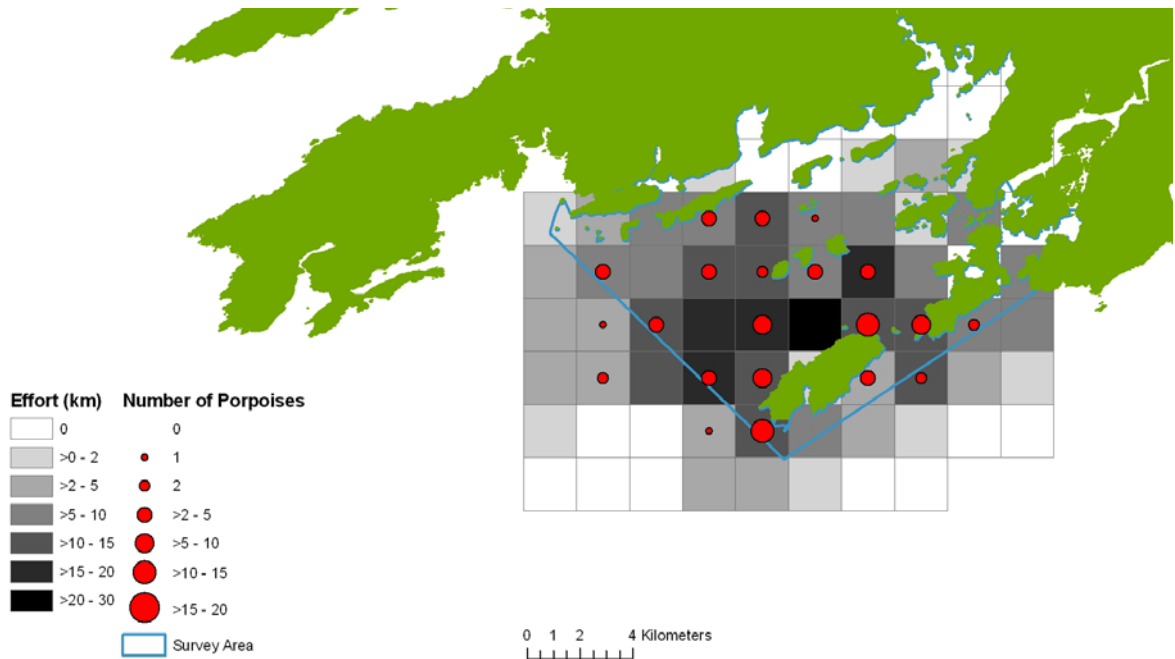 Effort (km) Number of Porpoises
0 0
>0 - 2 1
>2 - 5 2
>5 - 10 >2 - 5
>10 - 15 >5 - 10
>15 - 20 >10 - 15
>20 - 30 >15 - 20
Survey Area
0 1 2 4 Kilometers